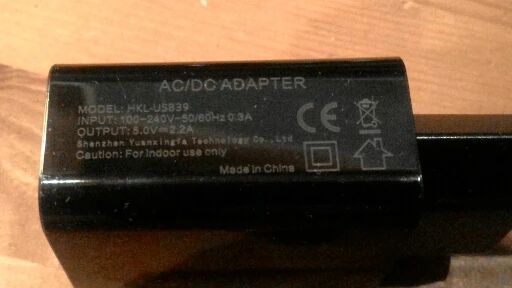 AC/DC ADAPTER
MODEL: HKL-USB39
INPUT: 100-240V~50/60Hz 0.3A
OUTPUT: 5.0V⎓2.2A
Shenzhen Yuanxingfa Technology Co.,Ltd
Caution: For indoor use only
Made in China
CE